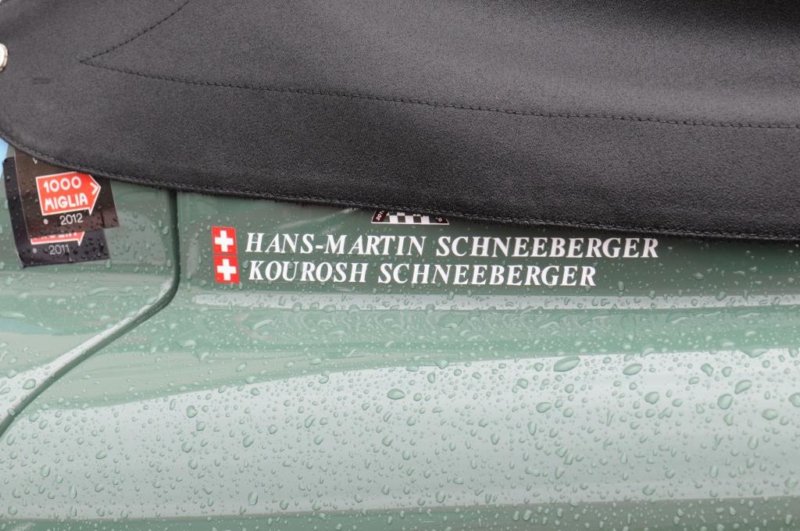 1000
MIGLIA
2012
2011
HANS-MARTIN SCHNEEBERGER
KOUROSH SCHNEEBERGER